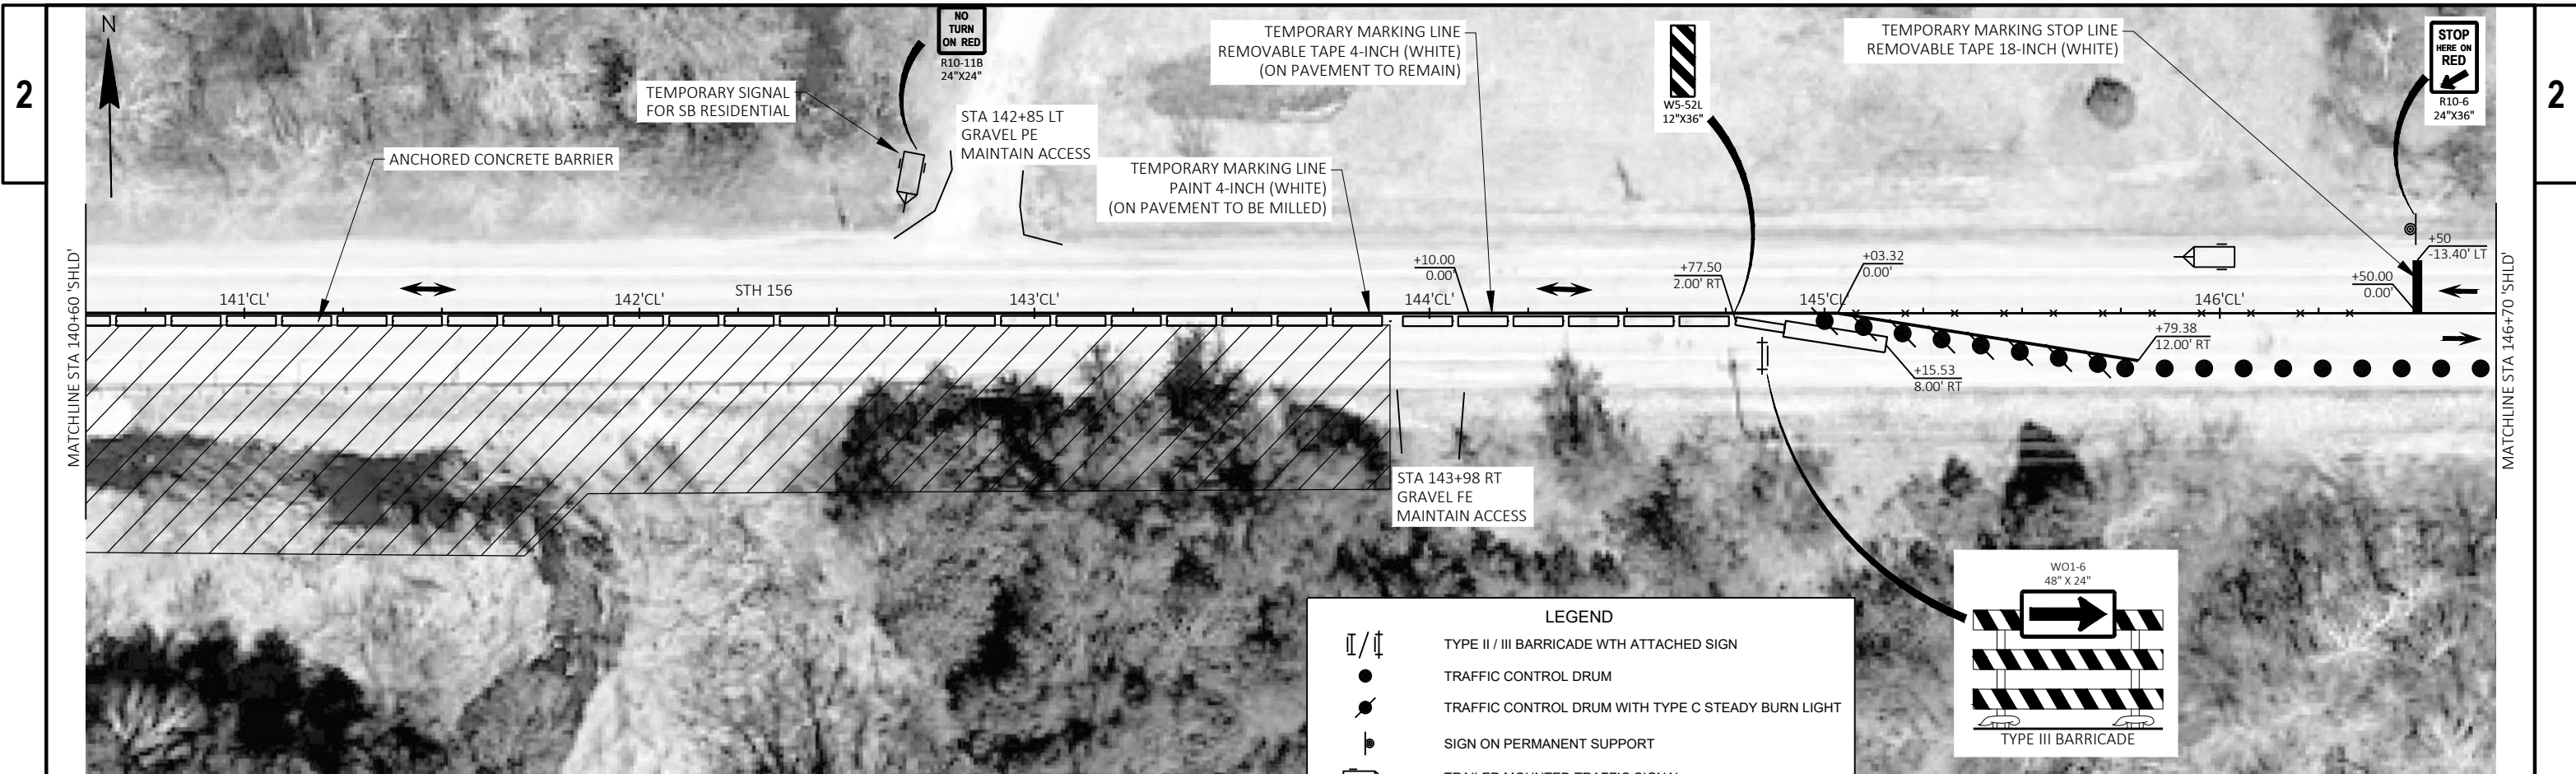 2
2
N
NO
TURN
ON RED
R10-11B
24"X24"
TEMPORARY SIGNAL
FOR SB RESIDENTIAL
STA 142+85 LT
GRAVEL PE
MAINTAIN ACCESS
ANCHORED CONCRETE BARRIER
TEMPORARY MARKING LINE
REMOVABLE TAPE 4-INCH (WHITE)
(ON PAVEMENT TO REMAIN)
TEMPORARY MARKING LINE
PAINT 4-INCH (WHITE)
(ON PAVEMENT TO BE MILLED)
W5-52L
12"X36"
TEMPORARY MARKING STOP LINE
REMOVABLE TAPE 18-INCH (WHITE)
STOP
HERE ON
RED
R10-6
24"X36"
MATCHLINE STA 140+60 'SHLD'
141'CL'
142'CL'
STH 156
143'CL'
144'CL'
145'CL'
146'CL'
+10.00
0.00'
+77.50
2.00' RT
+03.32
0.00'
+50
-13.40' LT
+50.00
0.00'
+79.38
12.00' RT
+15.53
8.00' RT
MATCHLINE STA 146+70 'SHLD'
STA 143+98 RT
GRAVEL FE
MAINTAIN ACCESS
WO1-6
48" X 24"
TYPE III BARRICADE
LEGEND
TYPE II / III BARRICADE WTH ATTACHED SIGN
TRAFFIC CONTROL DRUM
TRAFFIC CONTROL DRUM WITH TYPE C STEADY BURN LIGHT
SIGN ON PERMANENT SUPPORT
TRAILER MOUNTED TRAFFIC SIGNAL